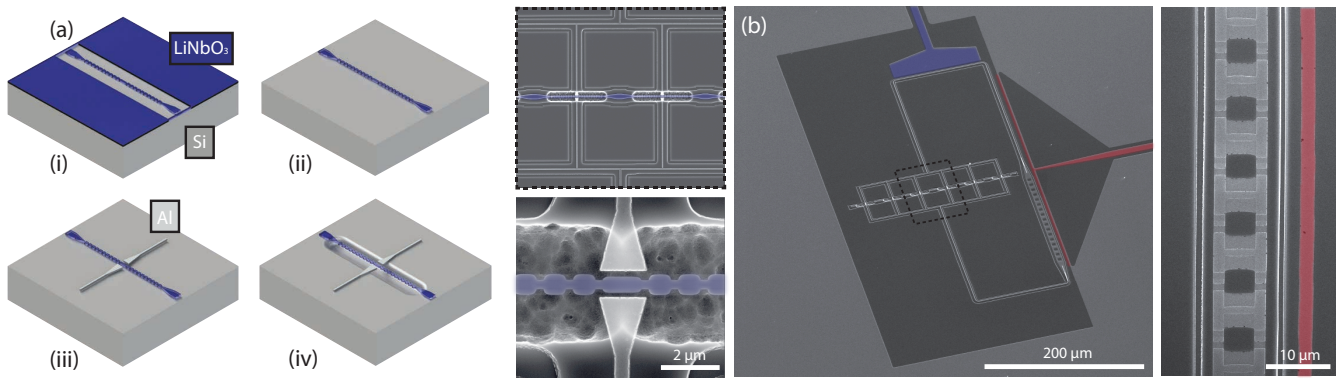 (a)
LiNbO₃
Si
(i)
(ii)
Al
(iii)
(iv)
2 µm
(b)
200 µm
10 µm